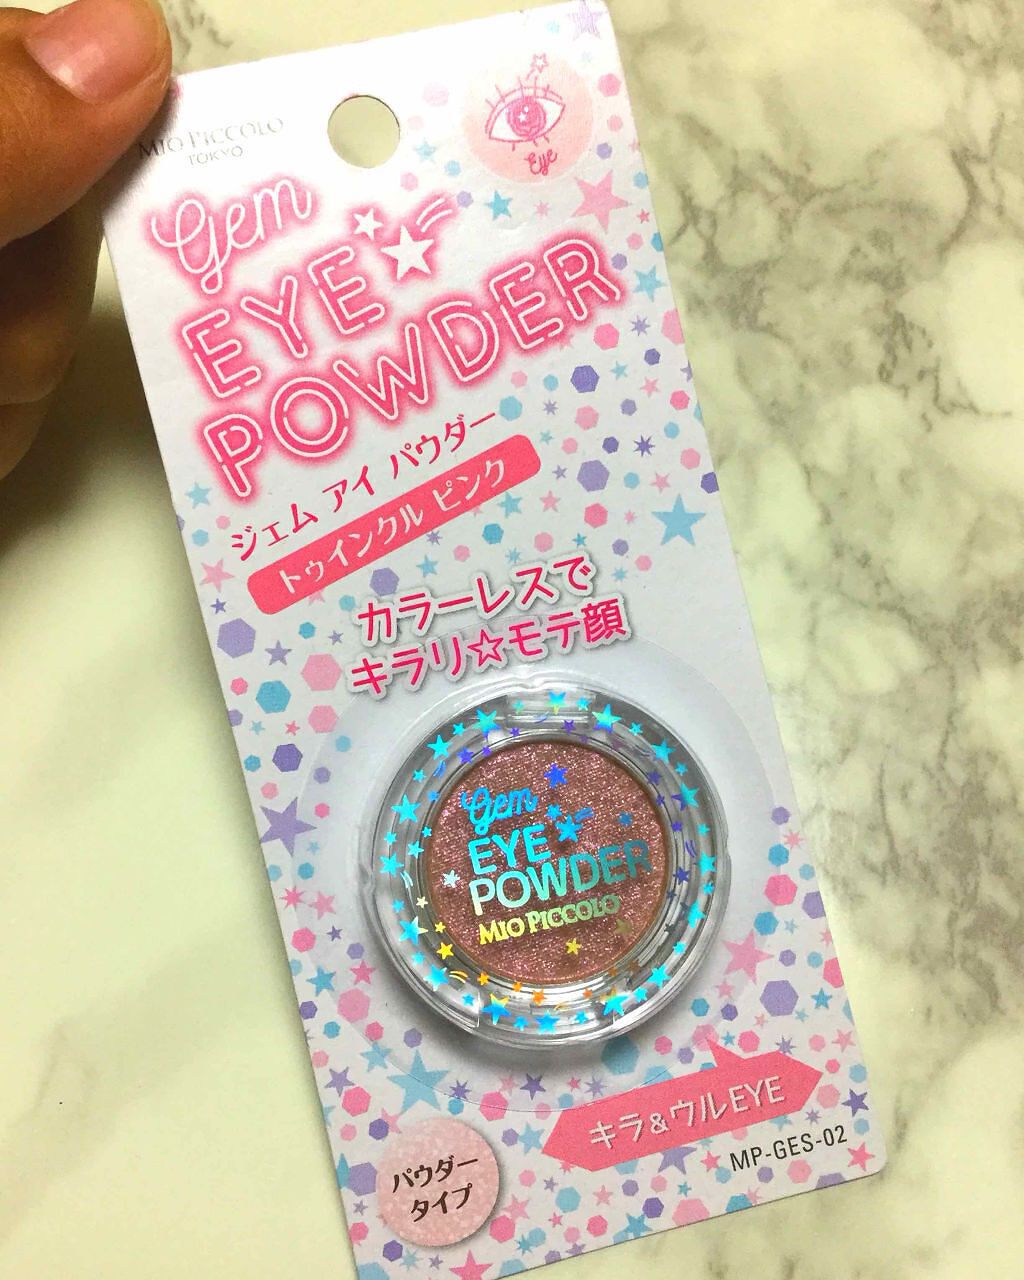 MIO PICCOLO
TOKYO
Eye
gem
EYE
POWDER
ジェム アイ パウダー
トゥインクル ピンク
カラーレスで
キラリ☆モテ顔
gem
EYE
POWDER
MIO PICCOLO
キラ&ウルEYE
MP-GES-02
パウダー
タイプ